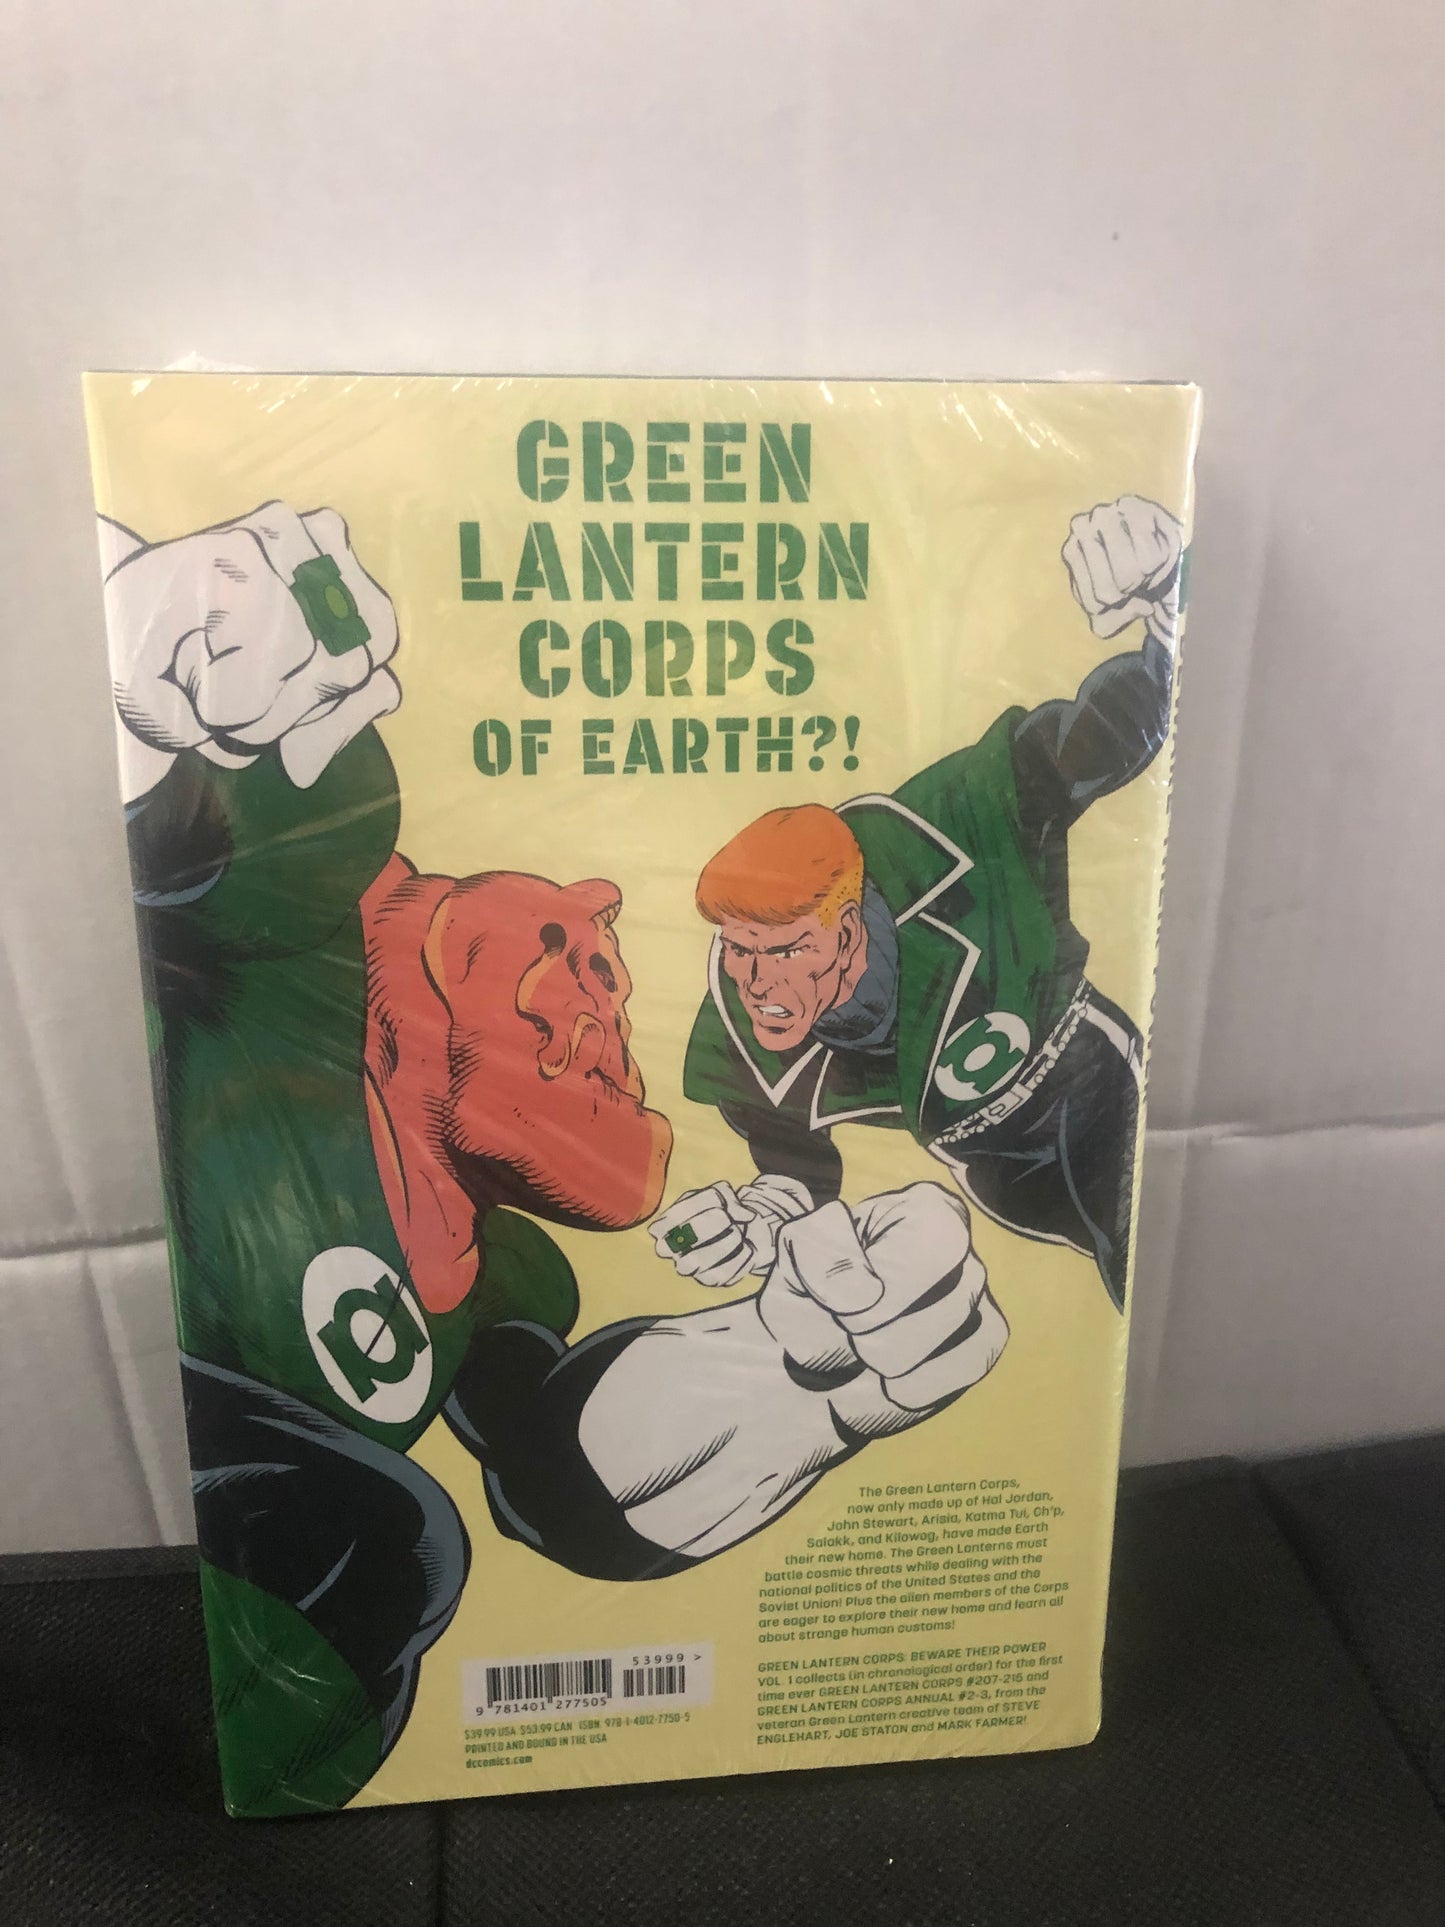 GREEN
LANTERN
CORPS
OF EARTH?!
The Green Lantern Corps,
now only made up of Hal Jordan,
John Stewart, Arisia, Katma Tui, Ch'p,
Salakk, and Kilowog, have made Earth
their new home. The Green Lanterns must
battle cosmic threats while dealing with the
national politics of the United States and the
Soviet Union! Plus the alien members of the Corps
are eager to explore their new home and learn all
about strange human customs!
GREEN LANTERN CORPS: BEWARE THEIR POWER
VOL. 1 collects (in chronological order) for the first
time ever GREEN LANTERN CORPS #207-215 and
GREEN LANTERN CORPS ANNUAL #2-3, from the
veteran Green Lantern creative team of STEVE
ENGLEHART, JOE STATON and MARK FARMER!
53999 >
9 781401 277505
$39.99 USA $53.99 CAN ISBN: 978-1-4012-7750-5
PRINTED AND BOUND IN THE USA
dccomics.com